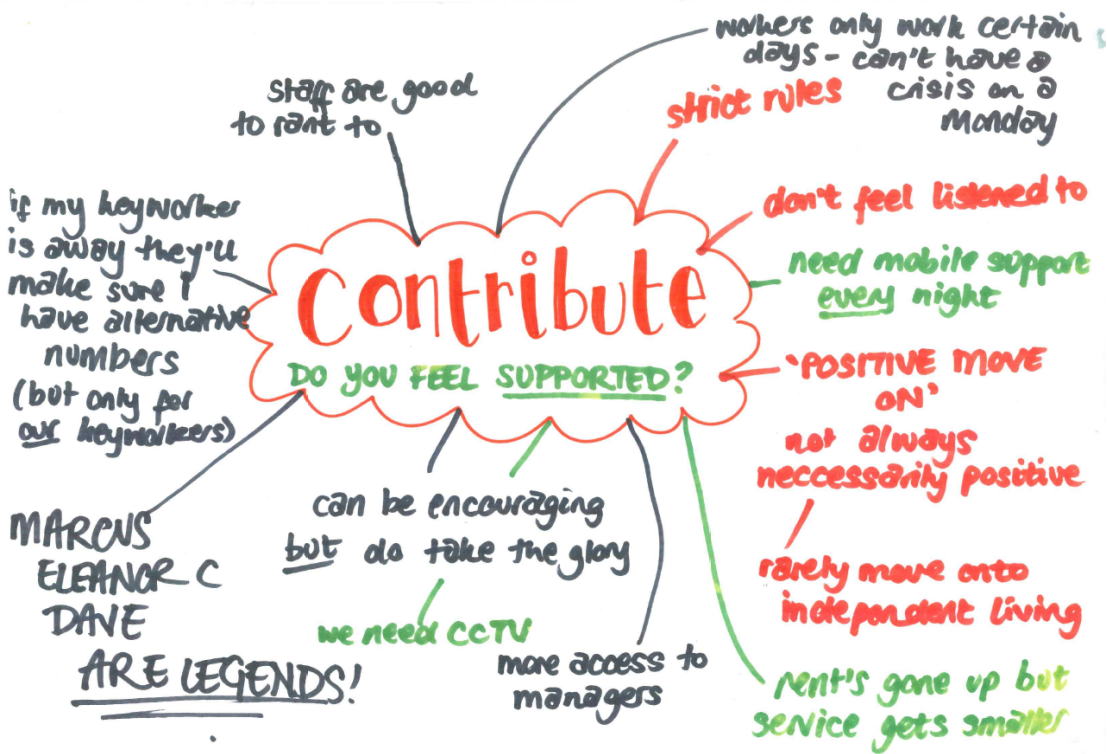 workers only work certain
days - can't have a
crisis on a
Monday
staff are good
to rant to
strict rules
if my keyworker
is away they'll
make sure I
have alternative
numbers
(but only for
our keyworkers)
don't feel listened to
need mobile support
every night
contribute
DO YOU FEEL SUPPORTED?
'POSITIVE MOVE
ON'
not always
neccessarily positive
rarely move onto
independent living
can be encouraging
but do take the glory
we need CCTV
more access to
managers
rent's gone up but
service gets smaller
MARCUS
ELEANOR C
DAVE
ARE LEGENDS!